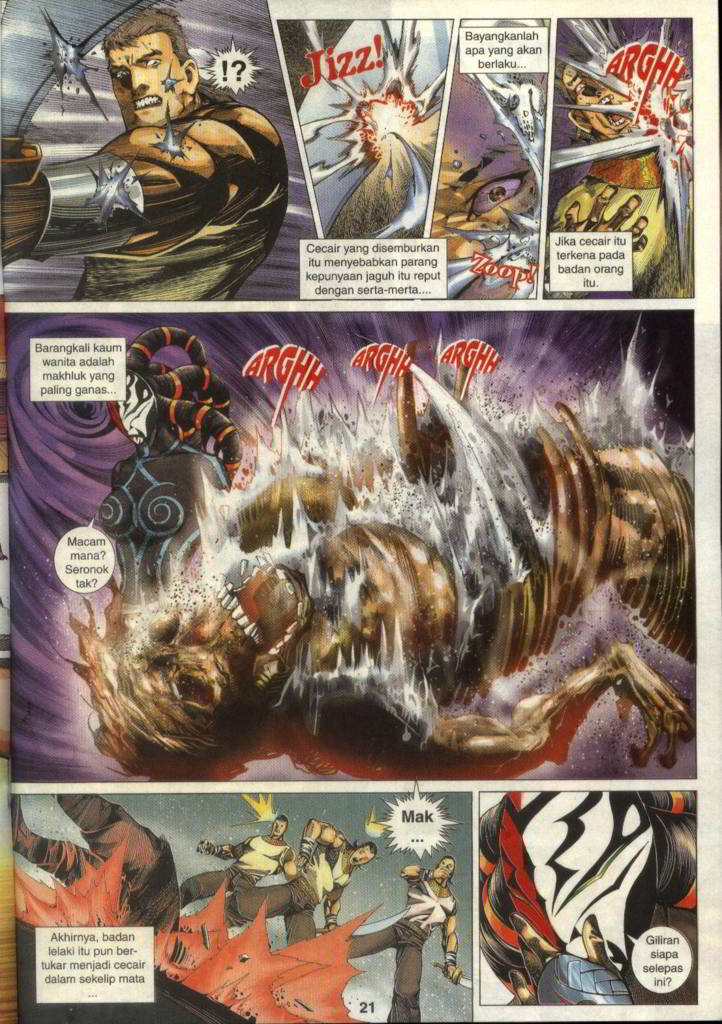 !?
Jizz!
Cecair yang disemburkan
itu menyebabkan parang
kepunyaan jaguh itu reput
dengan serta-merta....
Bayangkanlah
apa yang akan
berlaku...
Zoop!
ARGHH
Jika cecair itu
terkena pada
badan orang
itu.
Barangkali kaum
wanita adalah
makhluk yang
paling ganas...
ARGHH
ARGHH
ARGHH
Macam
mana?
Seronok
tak?
Mak
...
Akhirnya, badan
lelaki itu pun ber-
tukar menjadi cecair
dalam sekelip mata
...
Giliran
siapa
selepas
ini?
21